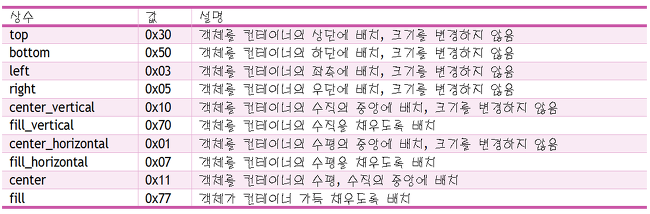 상수 값 설명
top 0x30 객체를 컨테이너의 상단에 배치, 크기를 변경하지 않음
bottom 0x50 객체를 컨테이너의 하단에 배치, 크기를 변경하지 않음
left 0x03 객체를 컨테이너의 좌측에 배치, 크기를 변경하지 않음
right 0x05 객체를 컨테이너의 우단에 배치, 크기를 변경하지 않음
center_vertical 0x10 객체를 컨테이너의 수직의 중앙에 배치, 크기를 변경하지 않음
fill_vertical 0x70 객체를 컨테이너의 수직을 채우도록 배치
center_horizontal 0x01 객체를 컨테이너의 수평의 중앙에 배치, 크기를 변경하지 않음
fill_horizontal 0x07 객체를 컨테이너의 수평을 채우도록 배치
center 0x11 객체를 컨테이너의 수평, 수직의 중앙에 배치
fill 0x77 객체가 컨테이너 가득 채우도록 배치